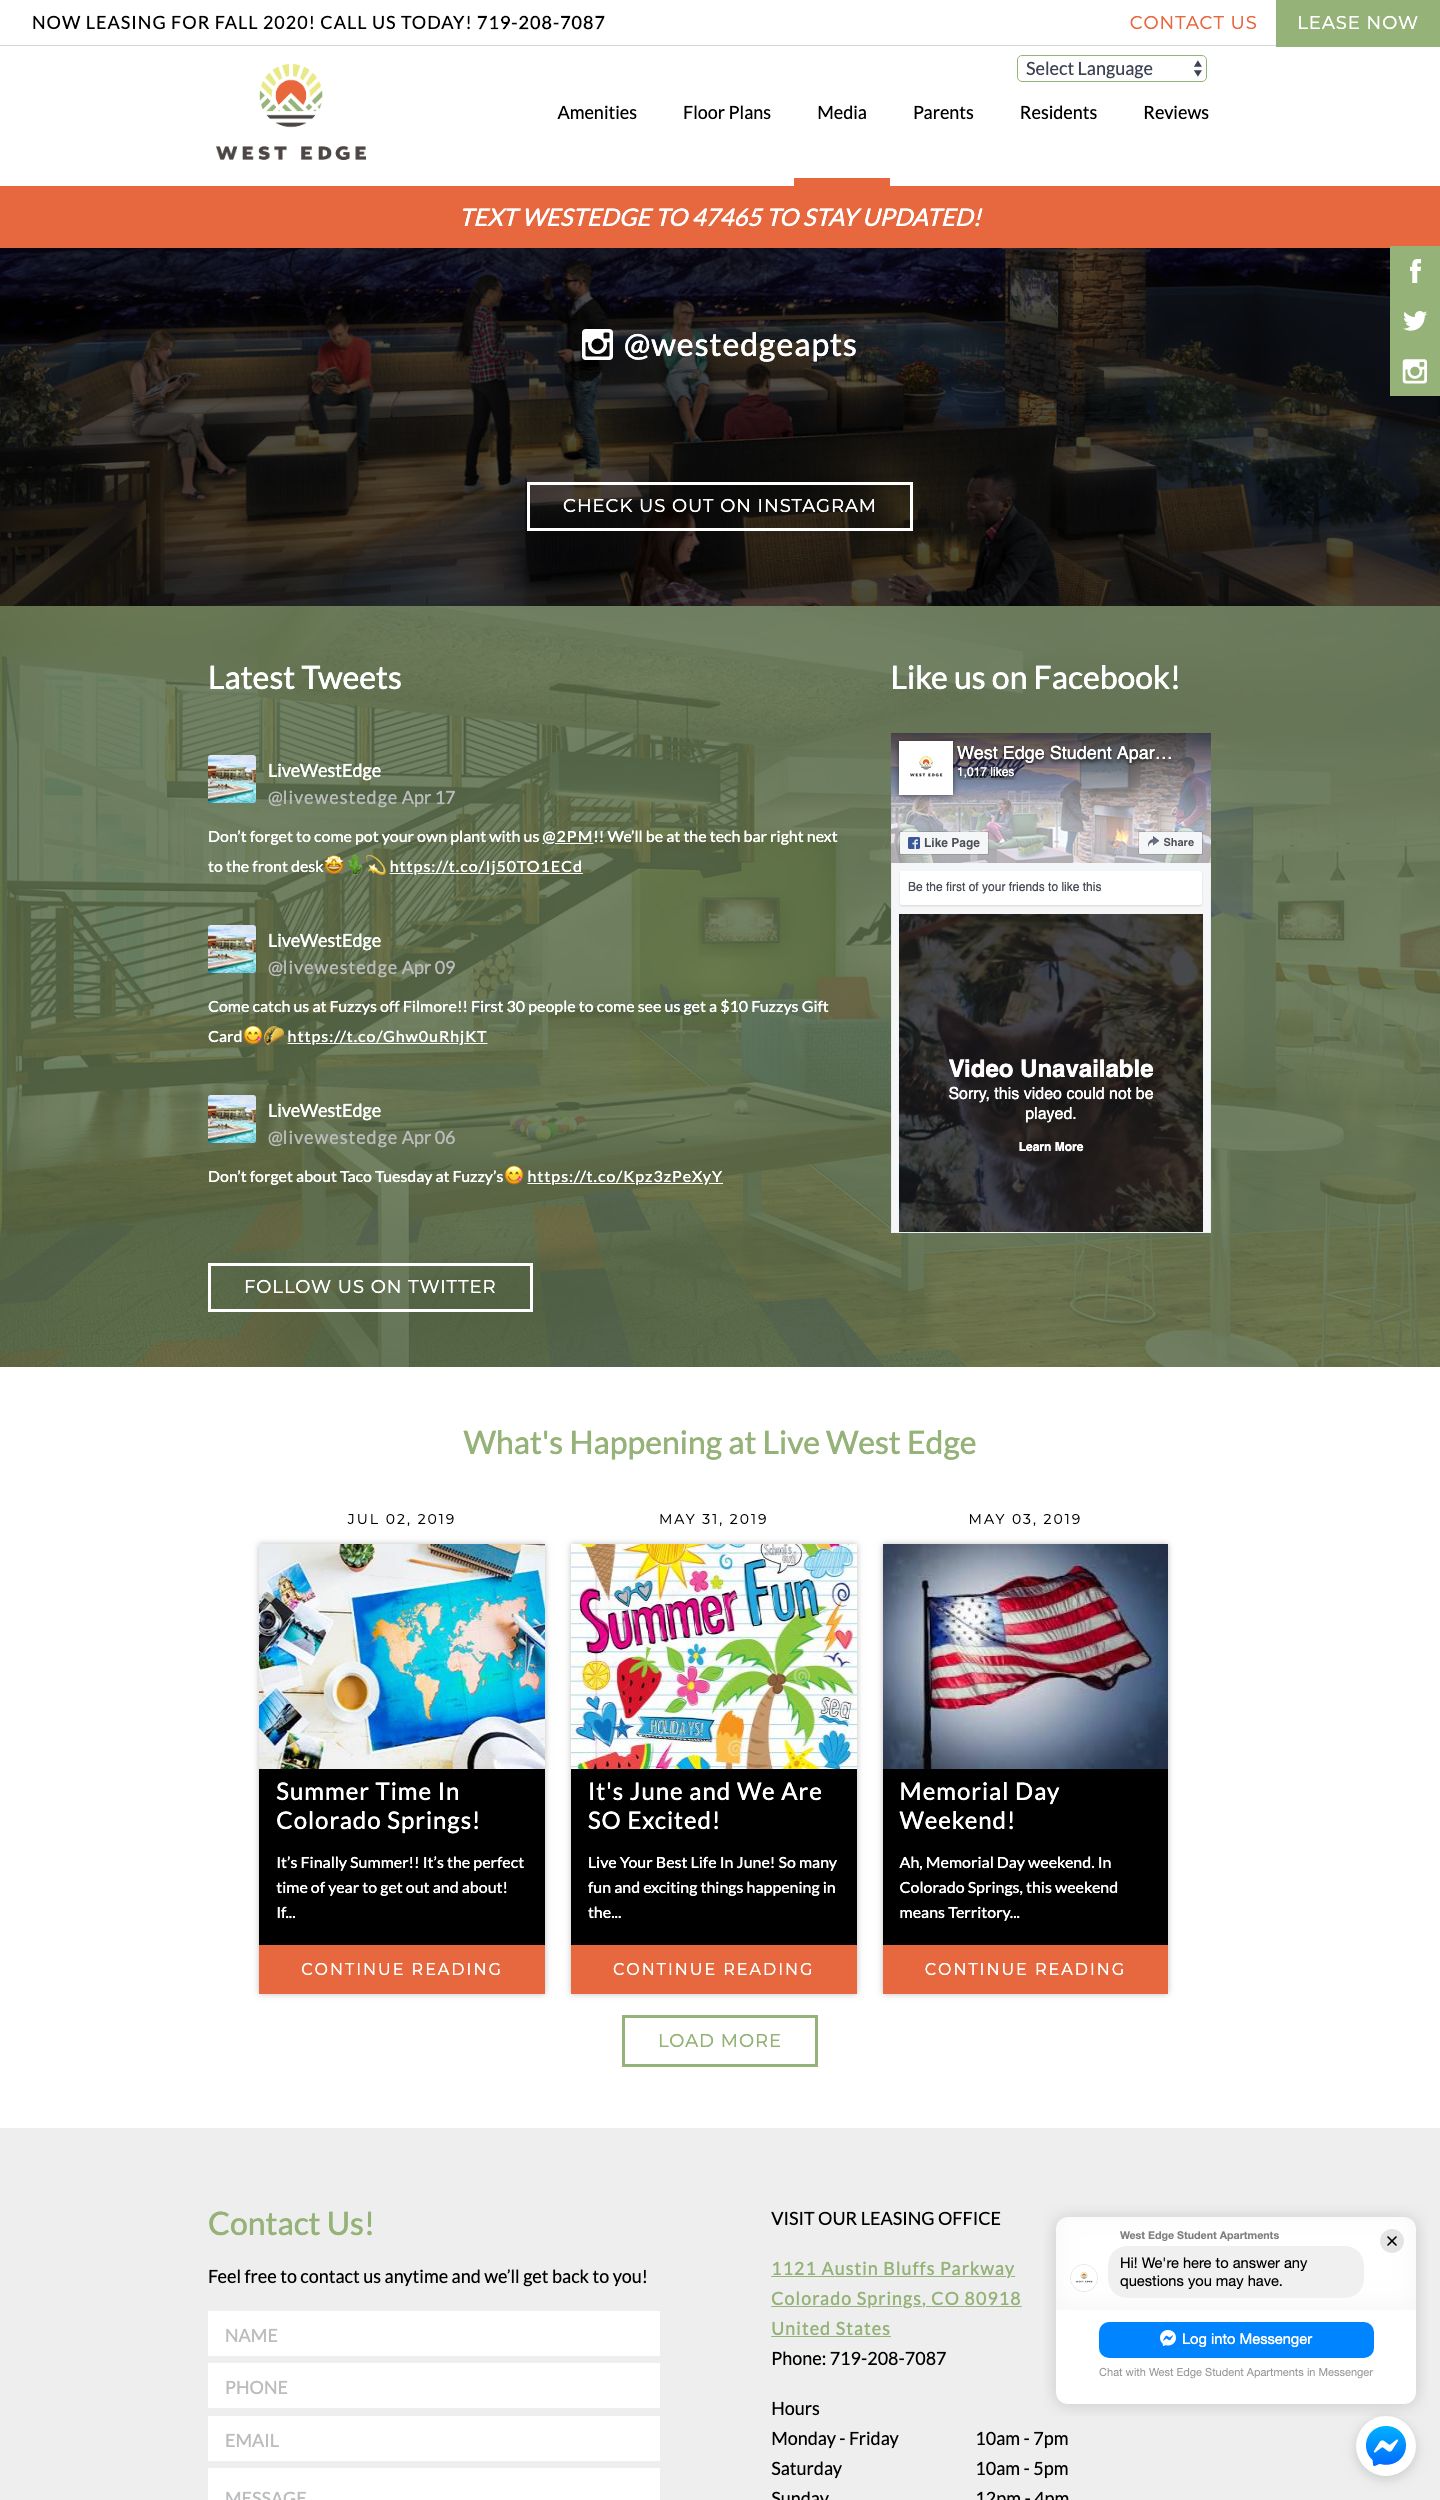 NOW LEASING FOR FALL 2020! CALL US TODAY! 719-208-7087
CONTACT US
LEASE NOW
Select Language
WEST EDGE
Amenities
Floor Plans
Media
Parents
Residents
Reviews
TEXT WESTEDGE TO 47465 TO STAY UPDATED!
@westedgeapts
CHECK US OUT ON INSTAGRAM
Latest Tweets
LiveWestEdge
@livewestedge Apr 17
Don’t forget to come pot your own plant with us @2PM!! We’ll be at the tech bar right next
to the front desk🤩🌵💫 https://t.co/Ij50TO1ECd
LiveWestEdge
@livewestedge Apr 09
Come catch us at Fuzzys off Filmore!! First 30 people to come see us get a $10 Fuzzys Gift
Card😋🌮 https://t.co/Ghw0uRhjKT
LiveWestEdge
@livewestedge Apr 06
Don’t forget about Taco Tuesday at Fuzzy’s😋 https://t.co/Kpz3zPeXyY
FOLLOW US ON TWITTER
Like us on Facebook!
WEST EDGE
West Edge Student Apar…
1,017 likes
Like Page
Share
Be the first of your friends to like this
Video Unavailable
Sorry, this video could not be
played.
Learn More
What's Happening at Live West Edge
JUL 02, 2019
Summer Time In
Colorado Springs!
It’s Finally Summer!! It’s the perfect
time of year to get out and about!
If...
CONTINUE READING
MAY 31, 2019
School's
out!
Summer Fun
sea
HOLIDAYS!
It's June and We Are
SO Excited!
Live Your Best Life In June! So many
fun and exciting things happening in
the...
CONTINUE READING
MAY 03, 2019
Memorial Day
Weekend!
Ah, Memorial Day weekend. In
Colorado Springs, this weekend
means Territory...
CONTINUE READING
LOAD MORE
Contact Us!
Feel free to contact us anytime and we’ll get back to you!
NAME
PHONE
EMAIL
MESSAGE
VISIT OUR LEASING OFFICE
1121 Austin Bluffs Parkway
Colorado Springs, CO 80918
United States
Phone: 719-208-7087
Hours
Monday - Friday 10am - 7pm
Saturday 10am - 5pm
Sunday 12pm - 4pm
West Edge Student Apartments
Hi! We're here to answer any
questions you may have.
Log into Messenger
Chat with West Edge Student Apartments in Messenger